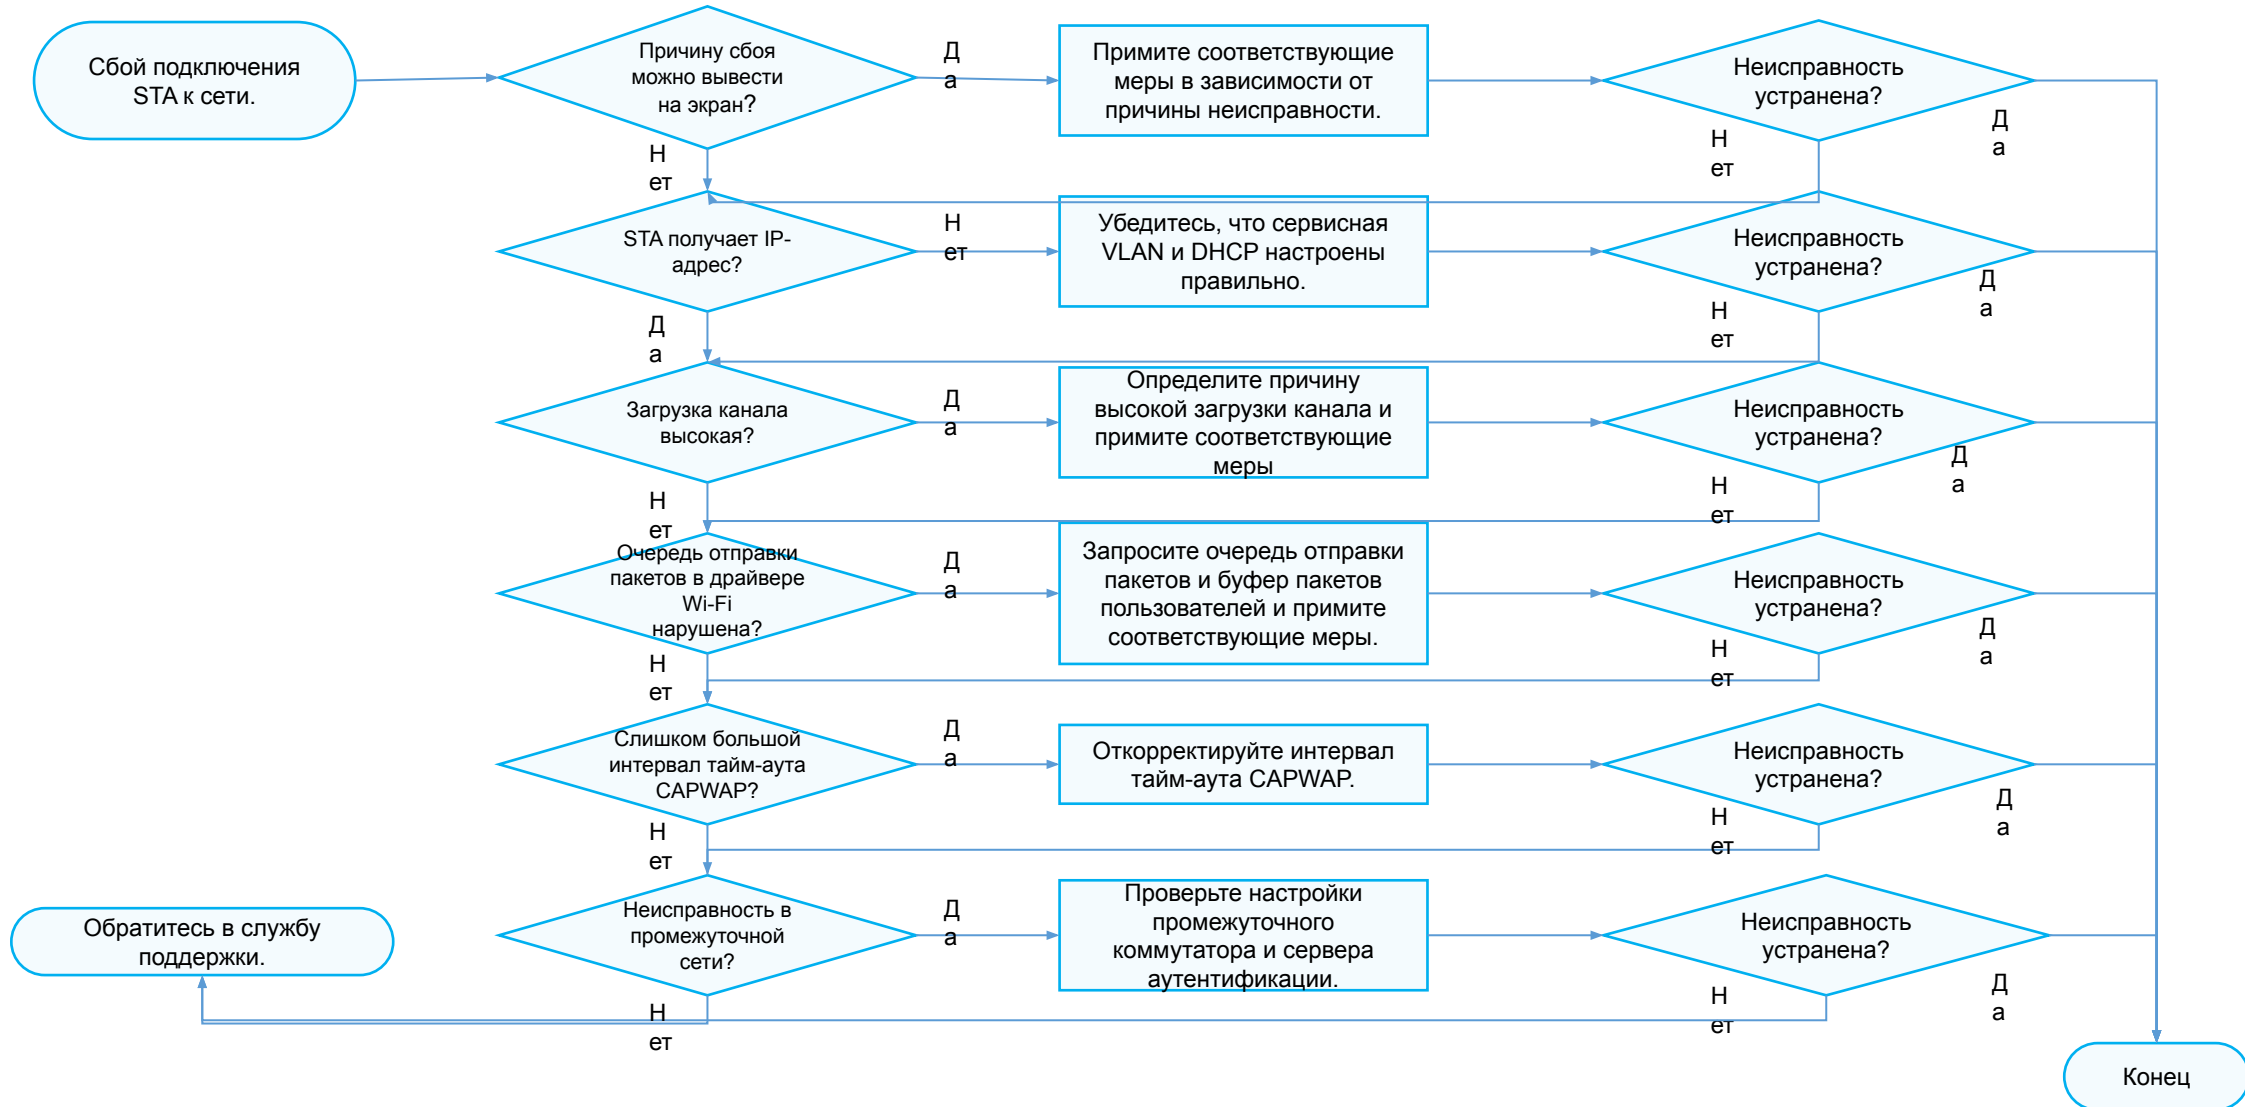 Сбой подключения
STA к сети.
Причину сбоя
можно вывести
на экран?
Д
а
Примите соответствующие
меры в зависимости от
причины неисправности.
Неисправность
устранена?
Д
а
Н
ет
Н
ет
STA получает IP-
адрес?
Н
ет
Убедитесь, что сервисная
VLAN и DHCP настроены
правильно.
Неисправность
устранена?
Д
а
Д
а
Н
ет
Загрузка канала
высокая?
Д
а
Определите причину
высокой загрузки канала и
примите соответствующие
меры
Неисправность
устранена?
Д
а
Н
ет
Н
ет
Очередь отправки
пакетов в драйвере
Wi-Fi
нарушена?
Д
а
Запросите очередь отправки
пакетов и буфер пакетов
пользователей и примите
соответствующие меры.
Неисправность
устранена?
Д
а
Н
ет
Н
ет
Слишком большой
интервал тайм-аута
CAPWAP?
Д
а
Откорректируйте интервал
тайм-аута CAPWAP.
Неисправность
устранена?
Д
а
Н
ет
Н
ет
Обратитесь в службу
поддержки.
Неисправность в
промежуточной
сети?
Д
а
Проверьте настройки
промежуточного
коммутатора и сервера
аутентификации.
Неисправность
устранена?
Д
а
Н
ет
Н
ет
Конец